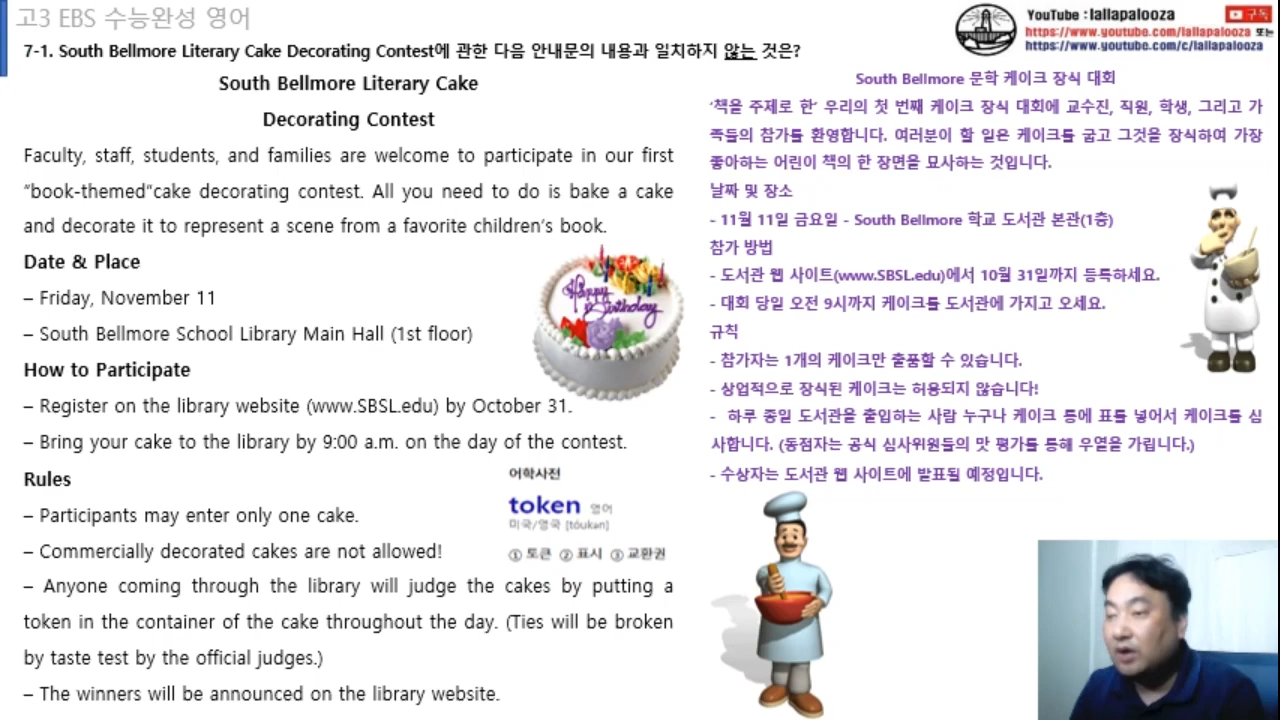 고3 EBS 수능완성 영어
7-1. South Bellmore Literary Cake Decorating Contest에 관한 다음 안내문의 내용과 일치하지 않는 것은?
YouTube : lallapalooza
구독
https://www.youtube.com/lallapalooza 또는
https://www.youtube.com/c/lallapalooza
South Bellmore Literary Cake
Decorating Contest
Faculty, staff, students, and families are welcome to participate in our first
"book-themed"cake decorating contest. All you need to do is bake a cake
and decorate it to represent a scene from a favorite children's book.
Date & Place
– Friday, November 11
– South Bellmore School Library Main Hall (1st floor)
How to Participate
– Register on the library website (www.SBSL.edu) by October 31.
– Bring your cake to the library by 9:00 a.m. on the day of the contest.
Rules
– Participants may enter only one cake.
– Commercially decorated cakes are not allowed!
– Anyone coming through the library will judge the cakes by putting a
token in the container of the cake throughout the day. (Ties will be broken
by taste test by the official judges.)
– The winners will be announced on the library website.
Happy
Birthday
어학사전
token 영어
미국/영국 [tóukən]
① 토큰 ② 표시 ③ 교환권
South Bellmore 문학 케이크 장식 대회
'책을 주제로 한' 우리의 첫 번째 케이크 장식 대회에 교수진, 직원, 학생, 그리고 가
족들의 참가를 환영합니다. 여러분이 할 일은 케이크를 굽고 그것을 장식하여 가장
좋아하는 어린이 책의 한 장면을 묘사하는 것입니다.
날짜 및 장소
- 11월 11일 금요일 - South Bellmore 학교 도서관 본관(1층)
참가 방법
- 도서관 웹 사이트(www.SBSL.edu)에서 10월 31일까지 등록하세요.
- 대회 당일 오전 9시까지 케이크를 도서관에 가지고 오세요.
규칙
- 참가자는 1개의 케이크만 출품할 수 있습니다.
- 상업적으로 장식된 케이크는 허용되지 않습니다!
- 하루 종일 도서관을 출입하는 사람 누구나 케이크 통에 표를 넣어서 케이크를 심
사합니다. (동점자는 공식 심사위원들의 맛 평가를 통해 우열을 가립니다.)
- 수상자는 도서관 웹 사이트에 발표될 예정입니다.